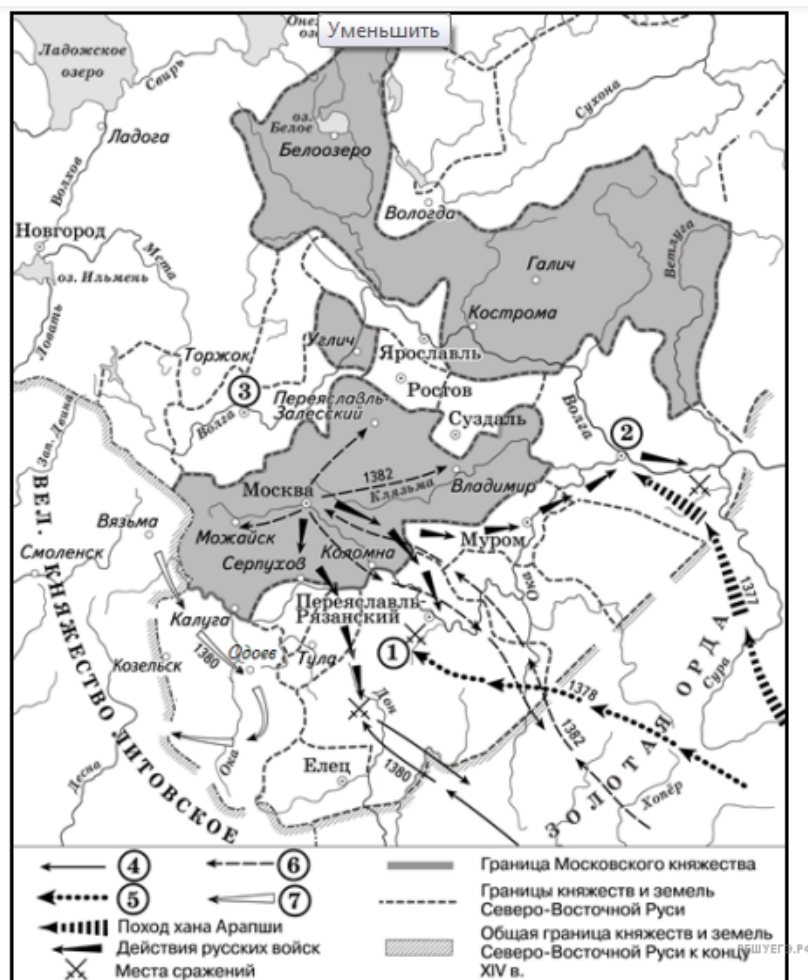 Уменьшить
Ладожское
озеро
Свирь
Ладога
Волхов
оз.
Белое
Белоозеро
Сухона
Вологда
Новгород
оз. Ильмень
Мста
Ловать
Галич
Ветлуга
Кострома
Торжок
Углич
Ярославль
Ростов
3
Волга
Переяславль-
Залесский
Суздаль
Волга
2
Зап. Двина
1382
Москва
Клязьма
Владимир
Вязьма
Можайск
Коломна
Муром
Смоленск
Серпухов
Ока
1377
Калуга
Переяславль-
Рязанский
1
Козельск
1380
Одоев
Тула
1378
Сура
Дон
1382
Ока
Елец
1380
Десна
Хопёр
ВЕЛ. КНЯЖЕСТВО ЛИТОВСКОЕ
ЗОЛОТАЯ ОРДА
4
6
Граница Московского княжества
5
7
Границы княжеств и земель
Северо-Восточной Руси
Поход хана Арапши
Действия русских войск
Места сражений
Общая граница княжеств и земель
Северо-Восточной Руси к концу
XIV в.